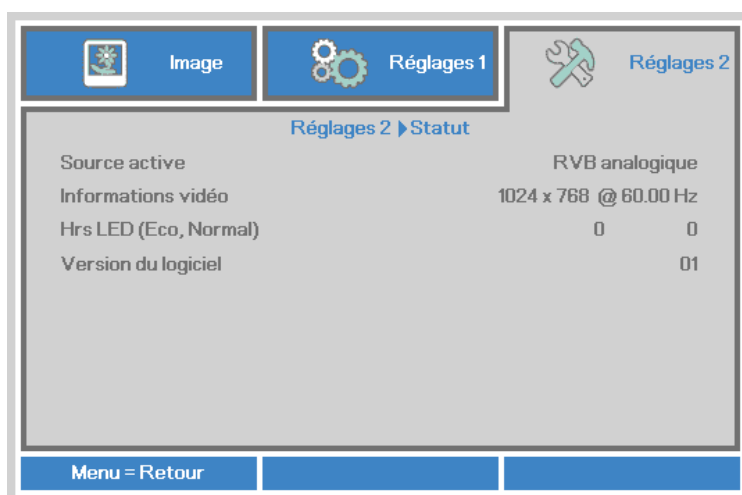 Image
Réglages 1
Réglages 2
Réglages 2 ▶ Statut
Source active RVB analogique
Informations vidéo 1024 x 768 @ 60.00 Hz
Hrs LED (Eco, Normal) 0 0
Version du logiciel 01
Menu = Retour